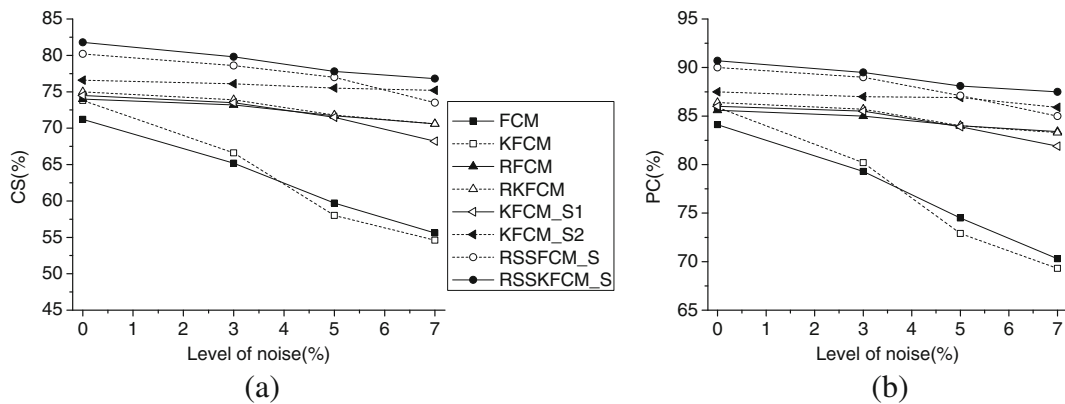 85
80
75
70
65
60
55
50
45
CS(%)
0 1 2 3 4 5 6 7
Level of noise(%)
(a)
FCM
KFCM
RFCM
RKFCM
KFCM_S1
KFCM_S2
RSSFCM_S
RSSKFCM_S
95
90
85
80
75
70
65
PC(%)
0 1 2 3 4 5 6 7
Level of noise(%)
(b)